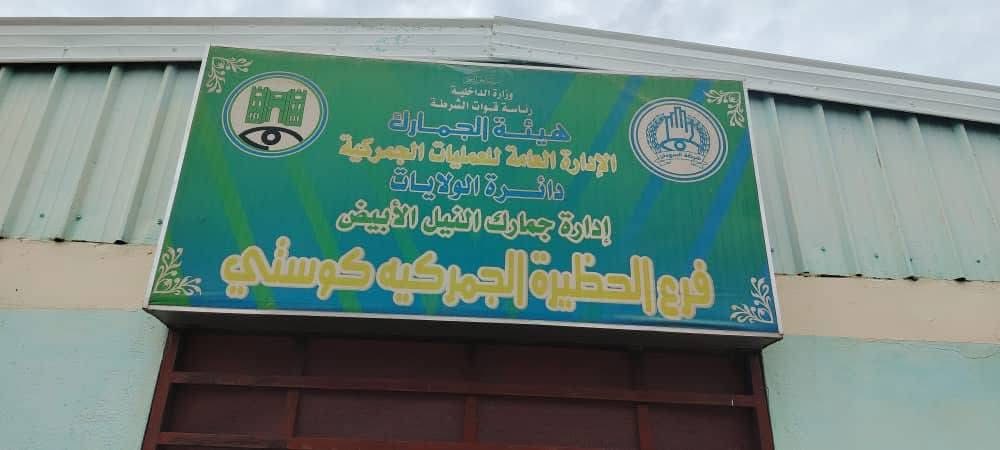 وزارة الداخلية
رئاسة قوات الشرطة
هيئة الجمارك
الإدارة العامة للعمليات الجمركية
دائرة الولايات
إدارة جمارك النيل الأبيض
فرع الحظيرة الجمركيه كوستي